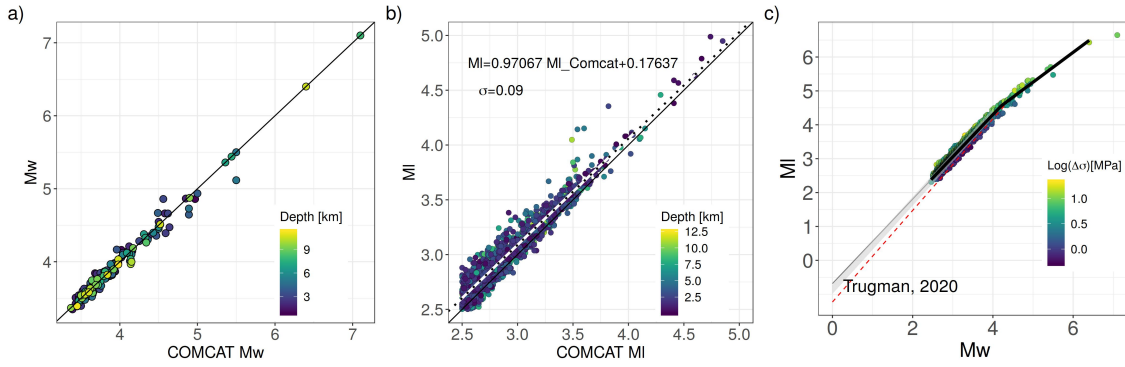 a)
7
6
5
4
Mw
4
5
6
7
COMCAT Mw
Depth [km]
9
6
3
b)
5.0
4.5
4.0
3.5
3.0
2.5
Ml
Ml=0.97067 Ml_Comcat+0.17637
σ=0.09
2.5
3.0
3.5
4.0
4.5
5.0
COMCAT Ml
Depth [km]
12.5
10.0
7.5
5.0
2.5
c)
6
5
4
3
2
1
0
Ml
Trugman, 2020
0
2
4
6
Mw
Log(Δσ)[MPa]
1.0
0.5
0.0